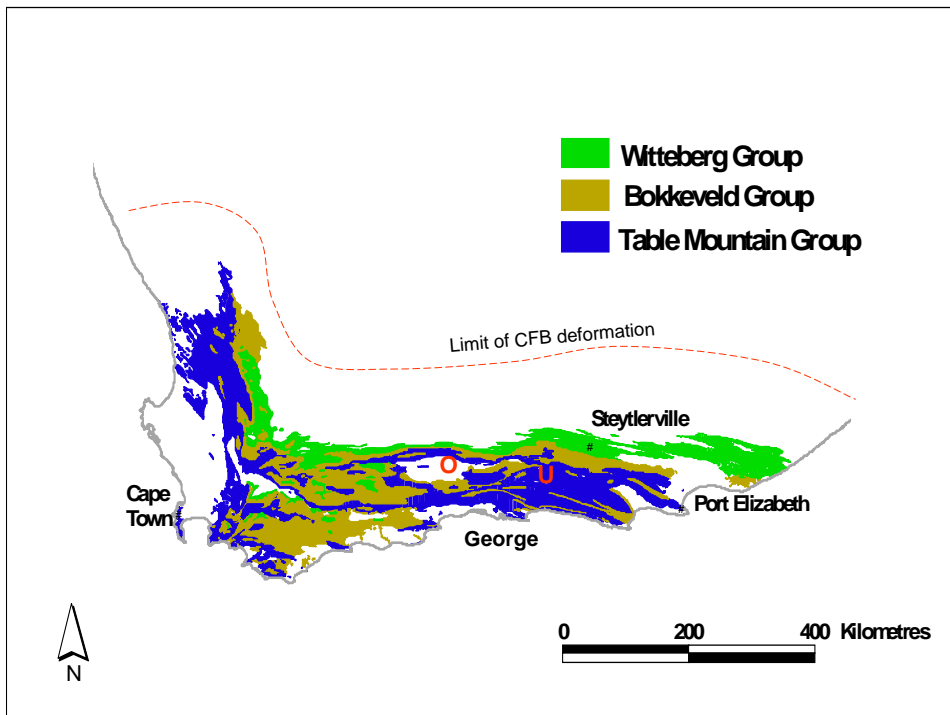 Witteberg Group
Bokkeveld Group
Table Mountain Group
Limit of CFB deformation
Steytlerville
#
O
U
Cape
Town
#
Port Elizabeth
#
George
0 200 400 Kilometres
N